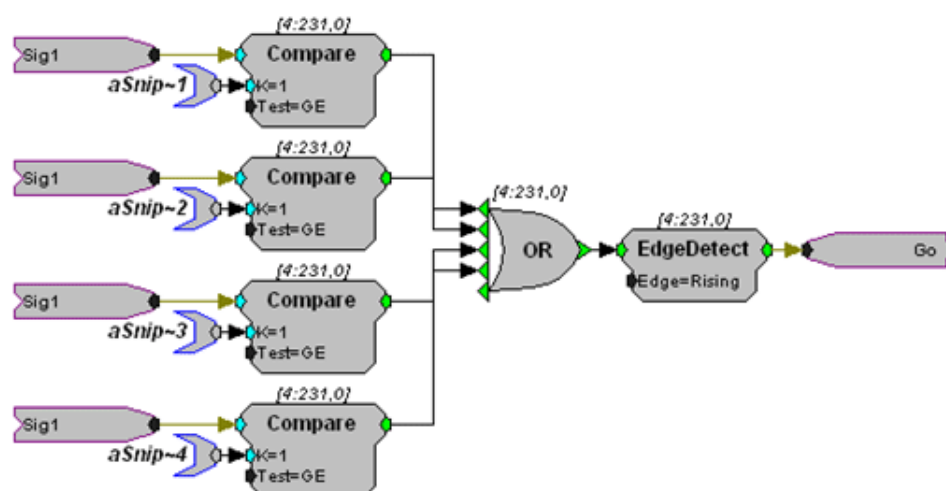 [4:231,0]
Sig1
Compare
aSnip~1
K=1
Test=GE
[4:231,0]
Sig1
Compare
aSnip~2
K=1
Test=GE
[4:231,0]
OR
[4:231,0]
EdgeDetect
Edge=Rising
Go
[4:231,0]
Sig1
Compare
aSnip~3
K=1
Test=GE
[4:231,0]
Sig1
Compare
aSnip~4
K=1
Test=GE